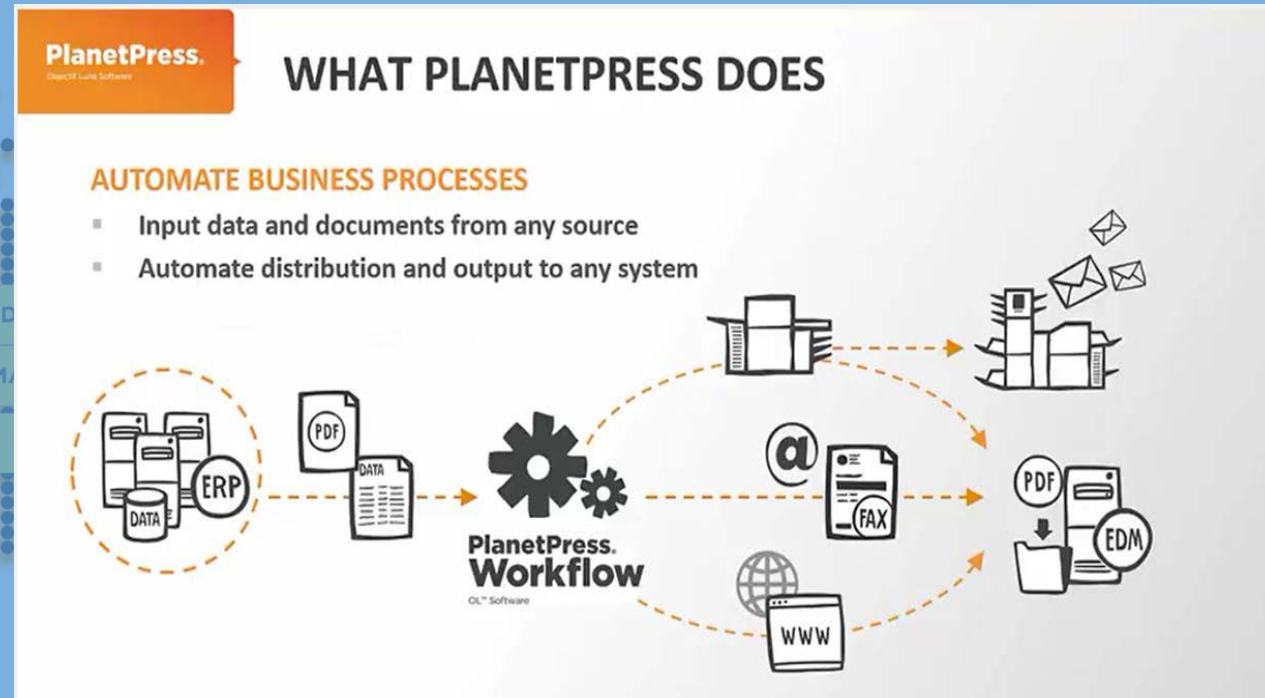 PlanetPress.
Objectif Lune Software
WHAT PLANETPRESS DOES
AUTOMATE BUSINESS PROCESSES
Input data and documents from any source
Automate distribution and output to any system
PDF
DATA
ERP
DATA
PlanetPress.
Workflow
OL™ Software
@
FAX
WWW
PDF
EDM